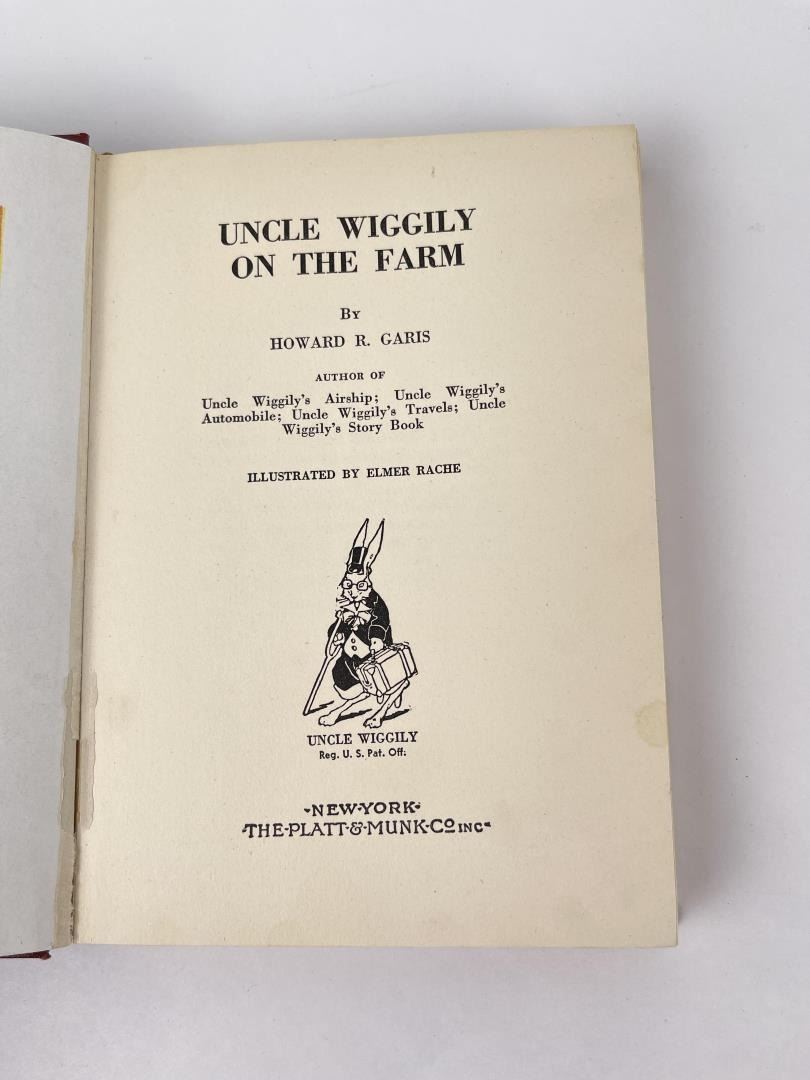 UNCLE WIGGILY
ON THE FARM
BY
HOWARD R. GARIS
AUTHOR OF
Uncle Wiggily's Airship; Uncle Wiggily's
Automobile; Uncle Wiggily's Travels; Uncle
Wiggily's Story Book
ILLUSTRATED BY ELMER RACHE
UNCLE WIGGILY
Reg. U. S. Pat. Off:
·NEW·YORK·
·THE·PLATT·&·MUNK·CO INC·